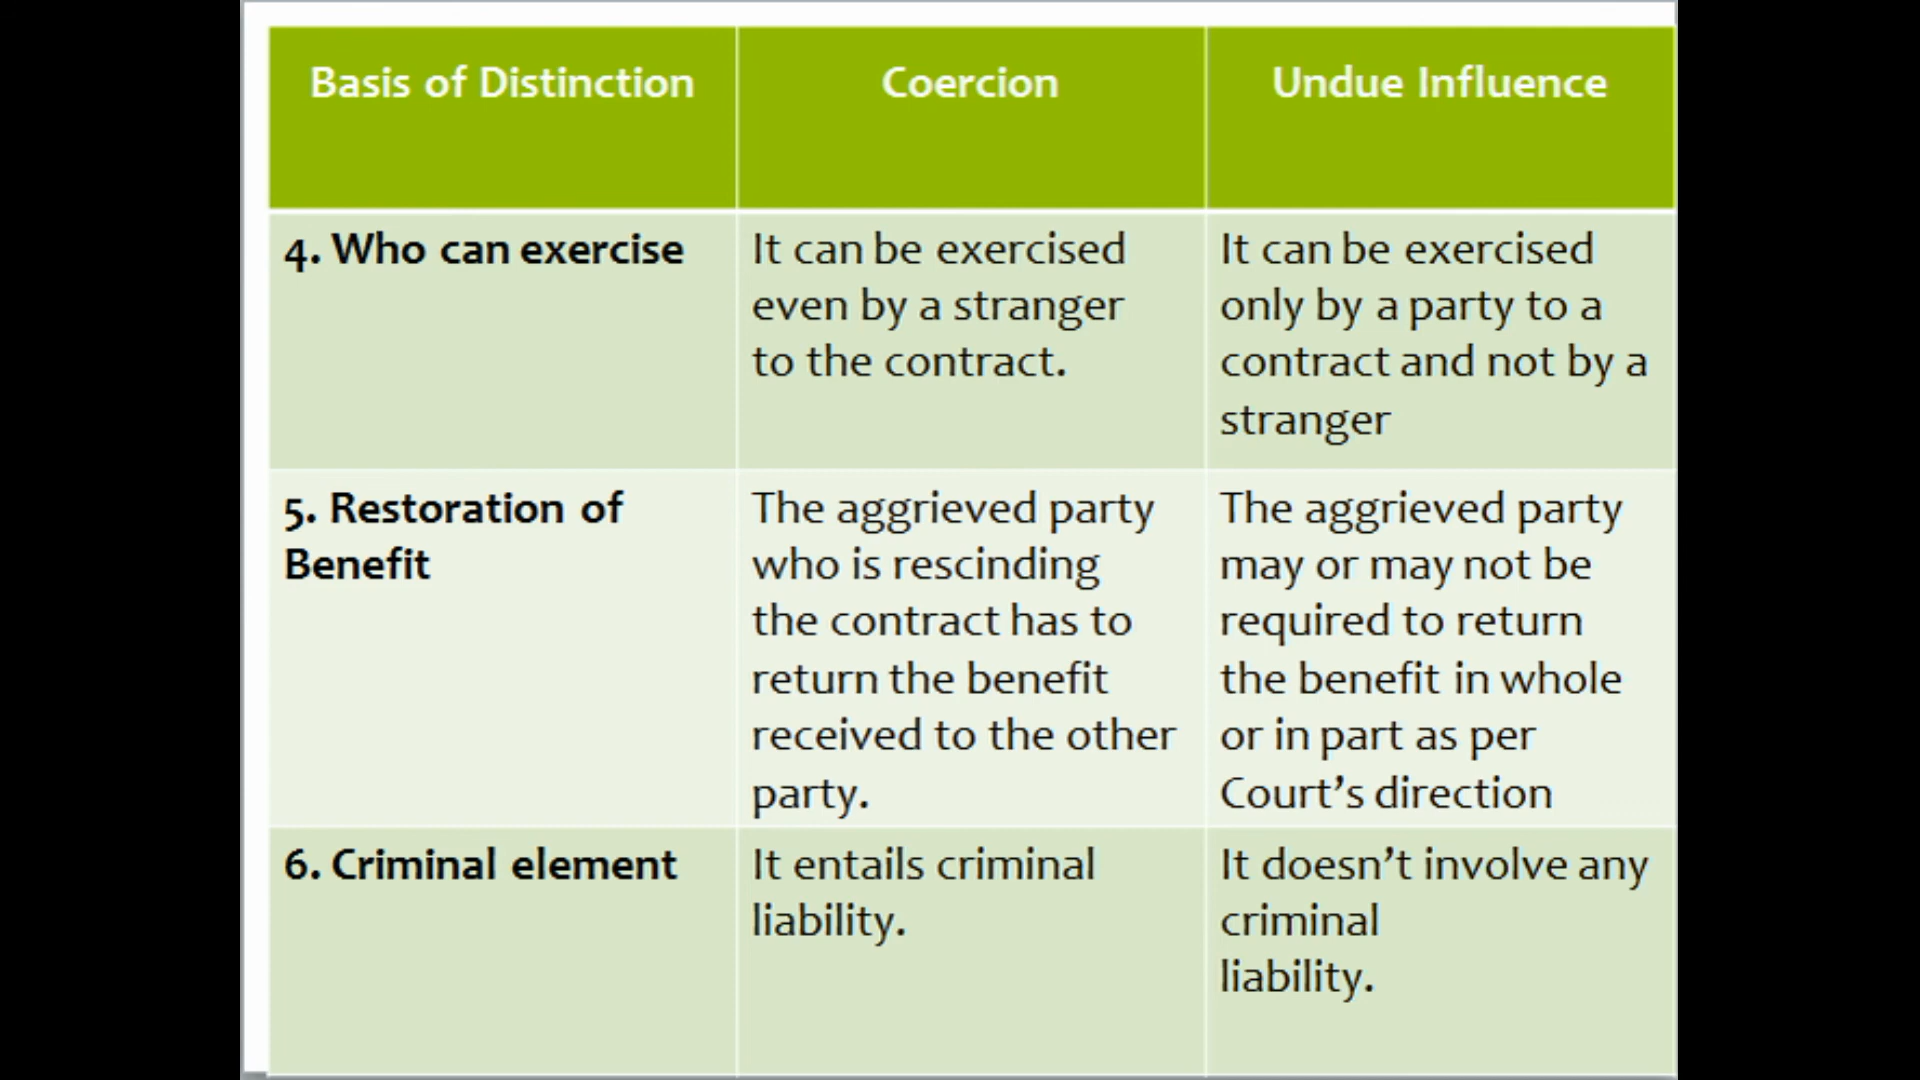 Basis of Distinction
Coercion
Undue Influence
4. Who can exercise
It can be exercised
even by a stranger
to the contract.
It can be exercised
only by a party to a
contract and not by a
stranger
5. Restoration of
Benefit
The aggrieved party
who is rescinding
the contract has to
return the benefit
received to the other
party.
The aggrieved party
may or may not be
required to return
the benefit in whole
or in part as per
Court’s direction
6. Criminal element
It entails criminal
liability.
It doesn’t involve any
criminal
liability.